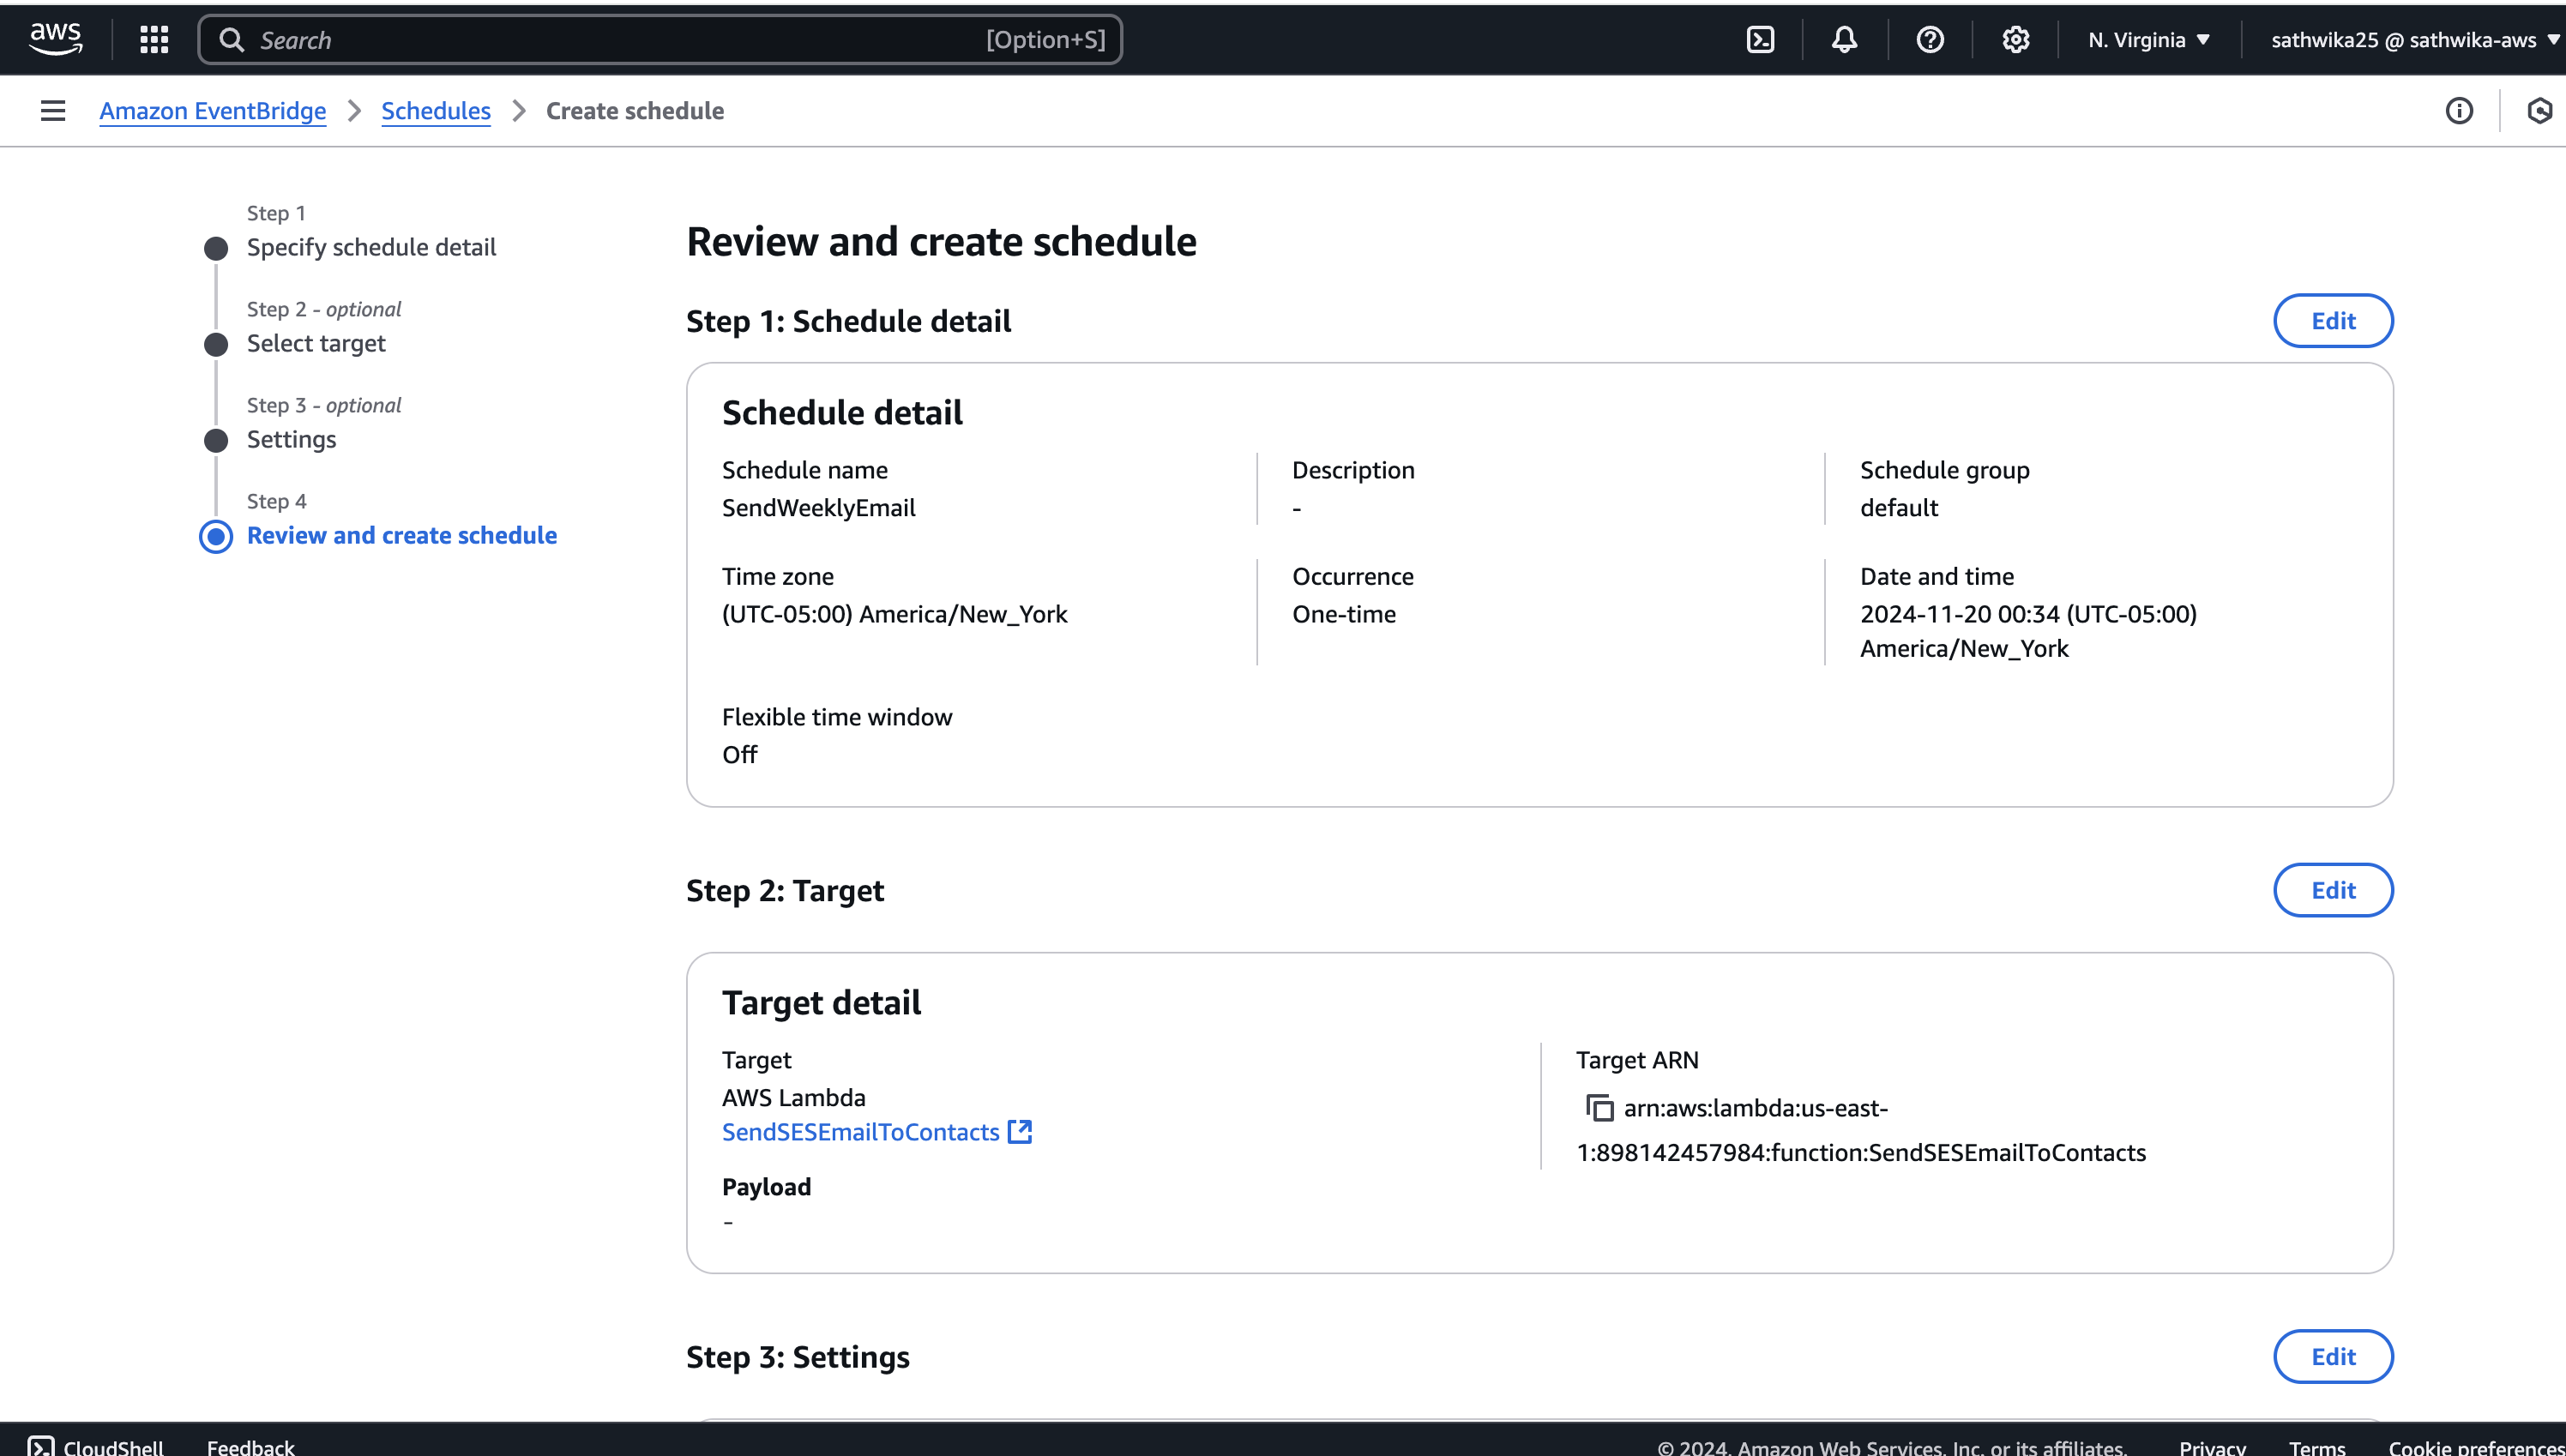 aws
Search [Option+S]
N. Virginia
sathwika25 @ sathwika-aws
Amazon EventBridge
Schedules
Create schedule
Step 1
Specify schedule detail
Step 2 - optional
Select target
Step 3 - optional
Settings
Step 4
Review and create schedule
Review and create schedule
Step 1: Schedule detail
Edit
Schedule detail
Schedule name
SendWeeklyEmail
Description
-
Schedule group
default
Time zone
(UTC-05:00) America/New_York
Occurrence
One-time
Date and time
2024-11-20 00:34 (UTC-05:00)
America/New_York
Flexible time window
Off
Step 2: Target
Edit
Target detail
Target
AWS Lambda
SendSESEmailToContacts
Target ARN
arn:aws:lambda:us-east-
1:898142457984:function:SendSESEmailToContacts
Payload
-
Step 3: Settings
Edit
CloudShell
Feedback
© 2024, Amazon Web Services, Inc. or its affiliates.
Privacy
Terms
Cookie preferences